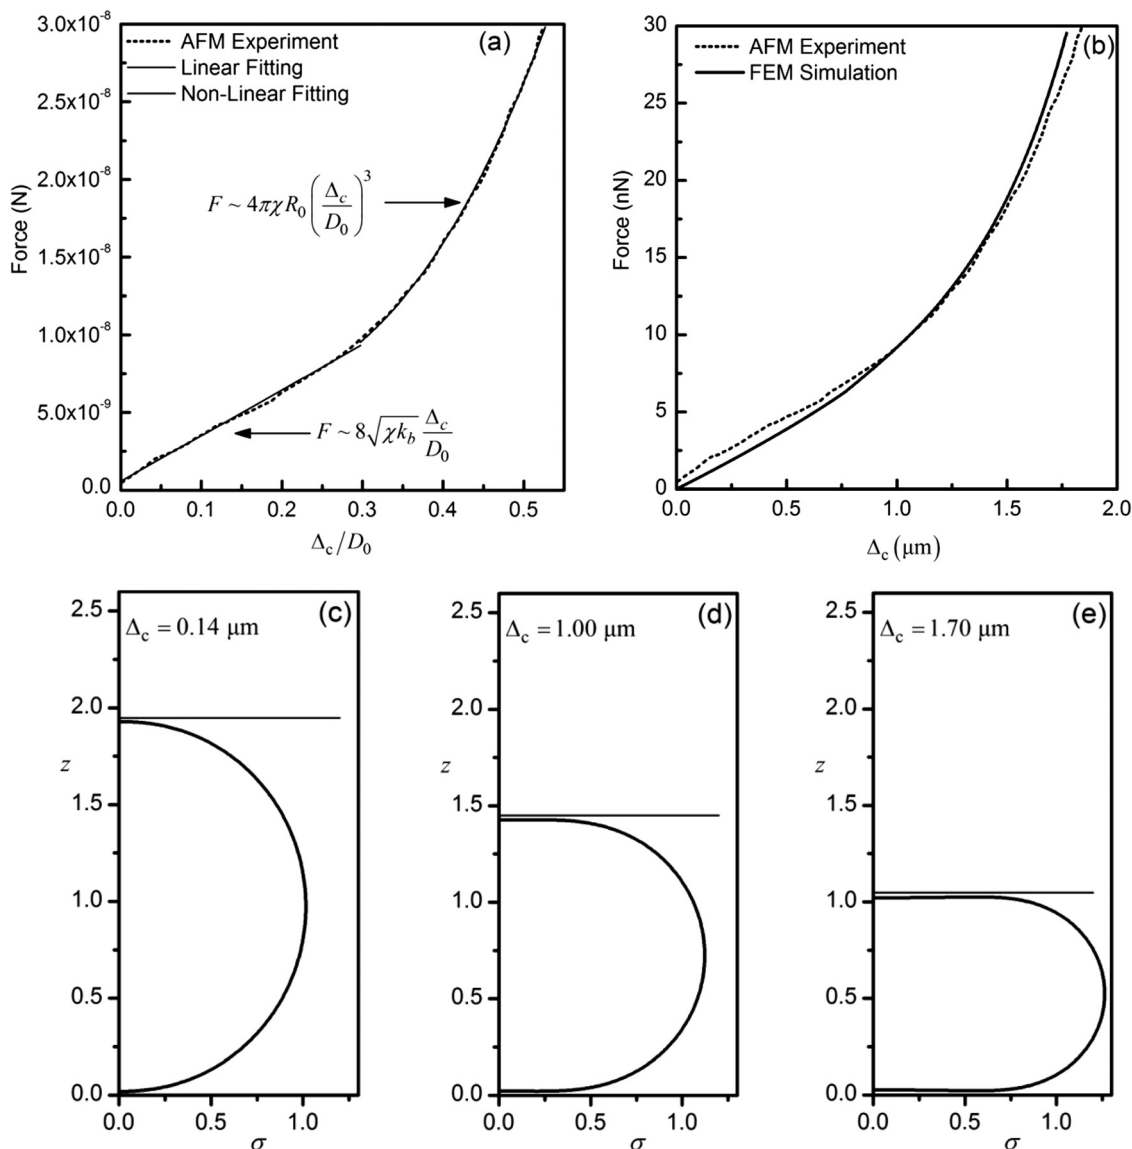 (a)
AFM Experiment
Linear Fitting
Non-Linear Fitting
3.0x10⁻⁸
2.5x10⁻⁸
2.0x10⁻⁸
1.5x10⁻⁸
1.0x10⁻⁸
5.0x10⁻⁹
0.0
Force (N)
F ~ 4πχR₀(Δ_c/D₀)³
F ~ 8√(χk_b) Δ_c/D₀
0.0 0.1 0.2 0.3 0.4 0.5
Δ_c/D₀
(b)
AFM Experiment
FEM Simulation
30
25
20
15
10
5
0
Force (nN)
0.0 0.5 1.0 1.5 2.0
Δ_c (μm)
(c)
Δ_c = 0.14 μm
2.5
2.0
z
1.5
1.0
0.5
0.0
0.0 0.5 1.0
σ
(d)
Δ_c = 1.00 μm
2.5
2.0
z
1.5
1.0
0.5
0.0
0.0 0.5 1.0
σ
(e)
Δ_c = 1.70 μm
2.5
2.0
z
1.5
1.0
0.5
0.0
0.0 0.5 1.0
σ